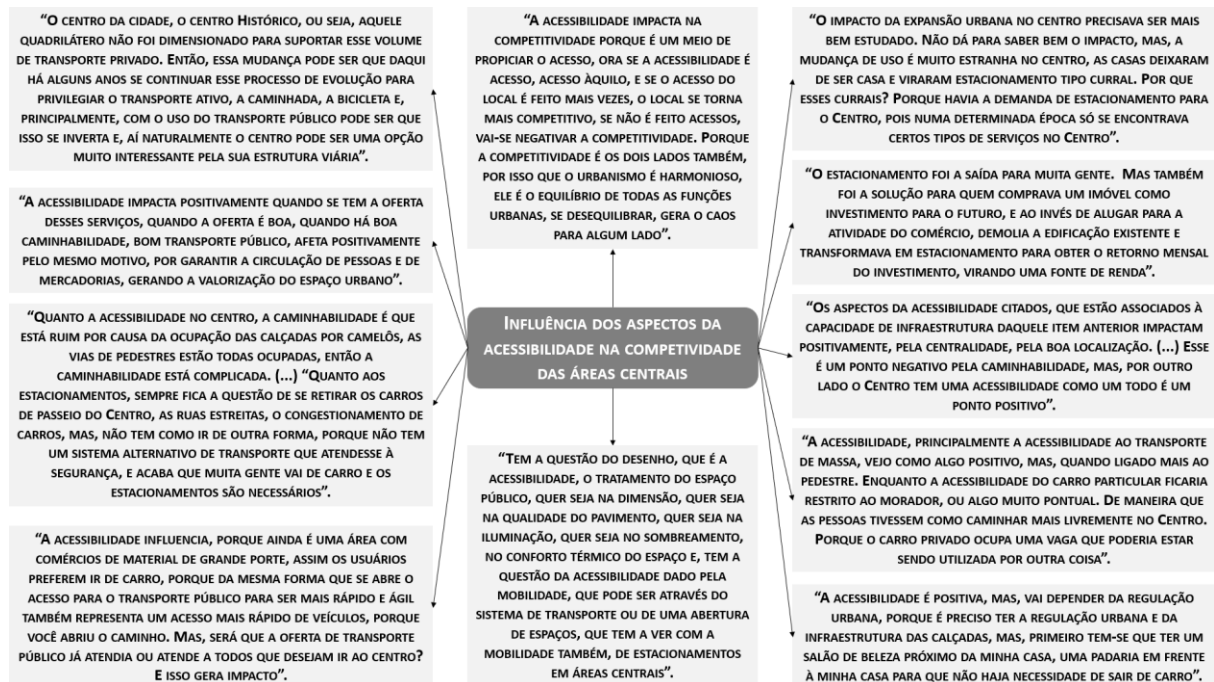 “O CENTRO DA CIDADE, O CENTRO HISTÓRICO, OU SEJA, AQUELE
QUADRILÁTERO NÃO FOI DIMENSIONADO PARA SUPORTAR ESSE VOLUME
DE TRANSPORTE PRIVADO. ENTÃO, ESSA MUDANÇA PODE SER QUE DAQUI
HÁ ALGUNS ANOS SE CONTINUAR ESSE PROCESSO DE EVOLUÇÃO PARA
PRIVILEGIAR O TRANSPORTE ATIVO, A CAMINHADA, A BICICLETA E,
PRINCIPALMENTE, COM O USO DO TRANSPORTE PÚBLICO PODE SER QUE
ISSO SE INVERTA E, AÍ NATURALMENTE O CENTRO PODE SER UMA OPÇÃO
MUITO INTERESSANTE PELA SUA ESTRUTURA VIÁRIA”.
“A ACESSIBILIDADE IMPACTA POSITIVAMENTE QUANDO SE TEM A OFERTA
DESSES SERVIÇOS, QUANDO A OFERTA É BOA, QUANDO HÁ BOA
CAMINHABILIDADE, BOM TRANSPORTE PÚBLICO, AFETA POSITIVAMENTE
PELO MESMO MOTIVO, POR GARANTIR A CIRCULAÇÃO DE PESSOAS E DE
MERCADORIAS, GERANDO A VALORIZAÇÃO DO ESPAÇO URBANO”.
“QUANTO A ACESSIBILIDADE NO CENTRO, A CAMINHABILIDADE É QUE
ESTÁ RUIM POR CAUSA DA OCUPAÇÃO DAS CALÇADAS POR CAMELÔS, AS
VIAS DE PEDESTRES ESTÃO TODAS OCUPADAS, ENTÃO A
CAMINHABILIDADE ESTÁ COMPLICADA. (...) “QUANTO AOS
ESTACIONAMENTOS, SEMPRE FICA A QUESTÃO DE SE RETIRAR OS CARROS
DE PASSEIO DO CENTRO, AS RUAS ESTREITAS, O CONGESTIONAMENTO DE
CARROS, MAS, NÃO TEM COMO IR DE OUTRA FORMA, PORQUE NÃO TEM
UM SISTEMA ALTERNATIVO DE TRANSPORTE QUE ATENDESSE À
SEGURANÇA, E ACABA QUE MUITA GENTE VAI DE CARRO E OS
ESTACIONAMENTOS SÃO NECESSÁRIOS”.
“A ACESSIBILIDADE INFLUENCIA, PORQUE AINDA É UMA ÁREA COM
COMÉRCIOS DE MATERIAL DE GRANDE PORTE, ASSIM OS USUÁRIOS
PREFEREM IR DE CARRO, PORQUE DA MESMA FORMA QUE SE ABRE O
ACESSO PARA O TRANSPORTE PÚBLICO PARA SER MAIS RÁPIDO E ÁGIL
TAMBÉM REPRESENTA UM ACESSO MAIS RÁPIDO DE VEÍCULOS, PORQUE
VOCÊ ABRIU O CAMINHO. MAS, SERÁ QUE A OFERTA DE TRANSPORTE
PÚBLICO JÁ ATENDIA OU ATENDE A TODOS QUE DESEJAM IR AO CENTRO?
E ISSO GERA IMPACTO”.
“A ACESSIBILIDADE IMPACTA NA
COMPETITIVIDADE PORQUE É UM MEIO DE
PROPICIAR O ACESSO, ORA SE A ACESSIBILIDADE É
ACESSO, ACESSO ÀQUILO, E SE O ACESSO DO
LOCAL É FEITO MAIS VEZES, O LOCAL SE TORNA
MAIS COMPETITIVO, SE NÃO É FEITO ACESSOS,
VAI-SE NEGATIVAR A COMPETITIVIDADE. PORQUE
A COMPETITIVIDADE É OS DOIS LADOS TAMBÉM,
POR ISSO QUE O URBANISMO É HARMONIOSO,
ELE É O EQUILÍBRIO DE TODAS AS FUNÇÕES
URBANAS, SE DESEQUILIBRAR, GERA O CAOS
PARA ALGUM LADO”.
INFLUÊNCIA DOS ASPECTOS DA
ACESSIBILIDADE NA COMPETIVIDADE
DAS ÁREAS CENTRAIS
“TEM A QUESTÃO DO DESENHO, QUE É A
ACESSIBILIDADE, O TRATAMENTO DO ESPAÇO
PÚBLICO, QUER SEJA NA DIMENSÃO, QUER SEJA
NA QUALIDADE DO PAVIMENTO, QUER SEJA NA
ILUMINAÇÃO, QUER SEJA NO SOMBREAMENTO,
NO CONFORTO TÉRMICO DO ESPAÇO E, TEM A
QUESTÃO DA ACESSIBILIDADE DADO PELA
MOBILIDADE, QUE PODE SER ATRAVÉS DO
SISTEMA DE TRANSPORTE OU DE UMA ABERTURA
DE ESPAÇOS, QUE TEM A VER COM A
MOBILIDADE TAMBÉM, DE ESTACIONAMENTOS
EM ÁREAS CENTRAIS”.
“O IMPACTO DA EXPANSÃO URBANA NO CENTRO PRECISAVA SER MAIS
BEM ESTUDADO. NÃO DÁ PARA SABER BEM O IMPACTO, MAS, A
MUDANÇA DE USO É MUITO ESTRANHA NO CENTRO, AS CASAS DEIXARAM
DE SER CASA E VIRARAM ESTACIONAMENTO TIPO CURRAL. POR QUE
ESSES CURRAIS? PORQUE HAVIA A DEMANDA DE ESTACIONAMENTO PARA
O CENTRO, POIS NUMA DETERMINADA ÉPOCA SÓ SE ENCONTRAVA
CERTOS TIPOS DE SERVIÇOS NO CENTRO”.
“O ESTACIONAMENTO FOI A SAÍDA PARA MUITA GENTE. MAS TAMBÉM
FOI A SOLUÇÃO PARA QUEM COMPRAVA UM IMÓVEL COMO
INVESTIMENTO PARA O FUTURO, E AO INVÉS DE ALUGAR PARA A
ATIVIDADE DO COMÉRCIO, DEMOLIA A EDIFICAÇÃO EXISTENTE E
TRANSFORMAVA EM ESTACIONAMENTO PARA OBTER O RETORNO MENSAL
DO INVESTIMENTO, VIRANDO UMA FONTE DE RENDA”.
“OS ASPECTOS DA ACESSIBILIDADE CITADOS, QUE ESTÃO ASSOCIADOS À
CAPACIDADE DE INFRAESTRUTURA DAQUELE ITEM ANTERIOR IMPACTAM
POSITIVAMENTE, PELA CENTRALIDADE, PELA BOA LOCALIZAÇÃO. (...) ESSE
É UM PONTO NEGATIVO PELA CAMINHABILIDADE, MAS, POR OUTRO
LADO O CENTRO TEM UMA ACESSIBILIDADE COMO UM TODO É UM
PONTO POSITIVO”.
“A ACESSIBILIDADE, PRINCIPALMENTE A ACESSIBILIDADE AO TRANSPORTE
DE MASSA, VEJO COMO ALGO POSITIVO, MAS, QUANDO LIGADO MAIS AO
PEDESTRE. ENQUANTO A ACESSIBILIDADE DO CARRO PARTICULAR FICARIA
RESTRITO AO MORADOR, OU ALGO MUITO PONTUAL. DE MANEIRA QUE
AS PESSOAS TIVESSEM COMO CAMINHAR MAIS LIVREMENTE NO CENTRO.
PORQUE O CARRO PRIVADO OCUPA UMA VAGA QUE PODERIA ESTAR
SENDO UTILIZADA POR OUTRA COISA”.
“A ACESSIBILIDADE É POSITIVA, MAS, VAI DEPENDER DA REGULAÇÃO
URBANA, PORQUE É PRECISO TER A REGULAÇÃO URBANA E DA
INFRAESTRUTURA DAS CALÇADAS, MAS, PRIMEIRO TEM-SE QUE TER UM
SALÃO DE BELEZA PRÓXIMO DA MINHA CASA, UMA PADARIA EM FRENTE
À MINHA CASA PARA QUE NÃO HAJA NECESSIDADE DE SAIR DE CARRO”.